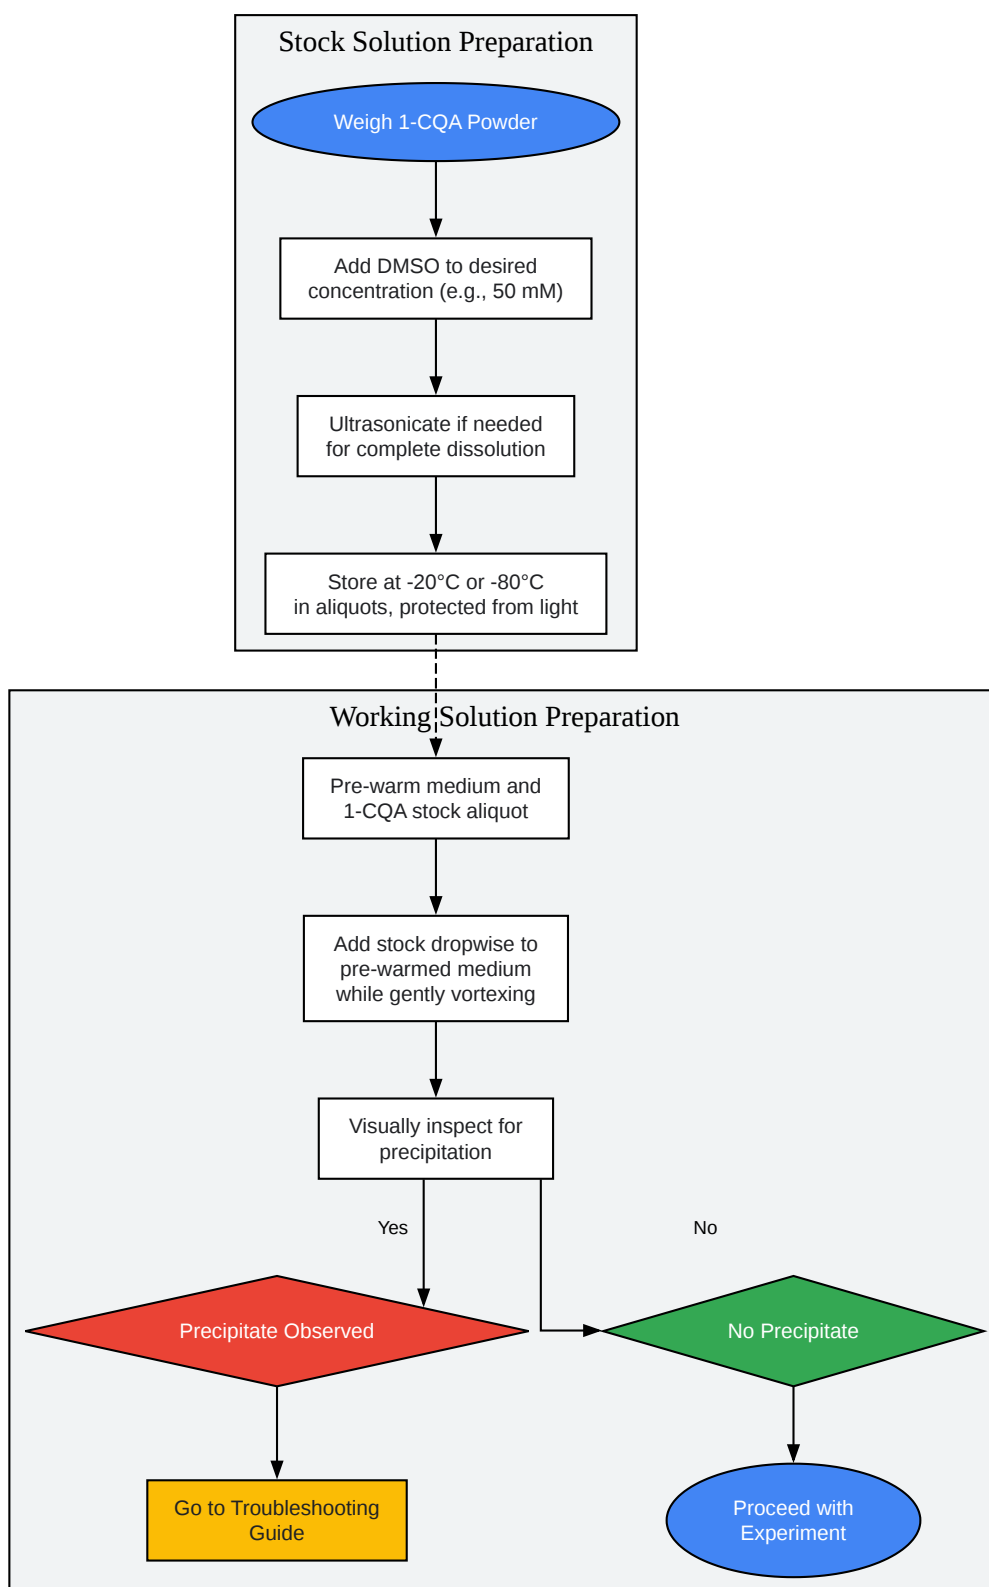 Stock Solution Preparation
Weigh 1-CQA Powder
Add DMSO to desired
concentration (e.g., 50 mM)
Ultrasonicate if needed
for complete dissolution
Store at -20°C or -80°C
in aliquots, protected from light
Working Solution Preparation
Pre-warm medium and
1-CQA stock aliquot
Add stock dropwise to
pre-warmed medium
while gently vortexing
Visually inspect for
precipitation
Yes
No
Precipitate Observed
No Precipitate
Go to Troubleshooting
Guide
Proceed with
Experiment